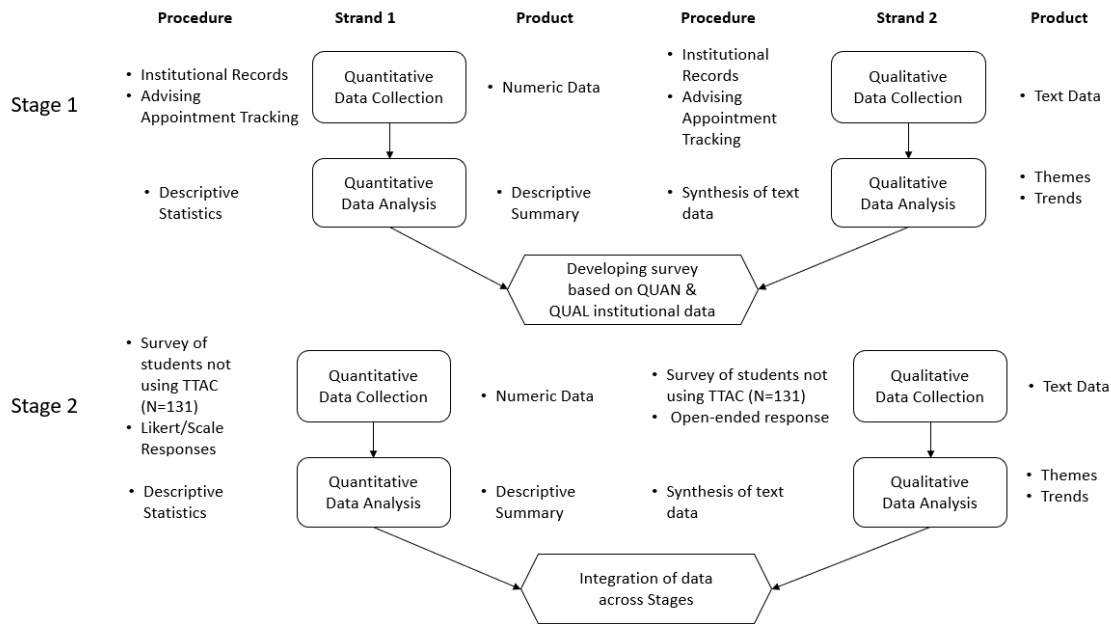 Procedure
Strand 1
Product
Procedure
Strand 2
Product
Stage 1
• Institutional Records
• Advising
Appointment Tracking
Quantitative
Data Collection
• Numeric Data
• Institutional
Records
• Advising
Appointment
Tracking
Qualitative
Data Collection
• Text Data
• Descriptive
Statistics
Quantitative
Data Analysis
• Descriptive
Summary
• Synthesis of text
data
Qualitative
Data Analysis
• Themes
• Trends
Developing survey
based on QUAN &
QUAL institutional data
Stage 2
• Survey of
students not
using TTAC
(N=131)
• Likert/Scale
Responses
Quantitative
Data Collection
• Numeric Data
• Survey of students not
using TTAC (N=131)
• Open-ended response
Qualitative
Data Collection
• Text Data
• Descriptive
Statistics
Quantitative
Data Analysis
• Descriptive
Summary
• Synthesis of text
data
Qualitative
Data Analysis
• Themes
• Trends
Integration of data
across Stages